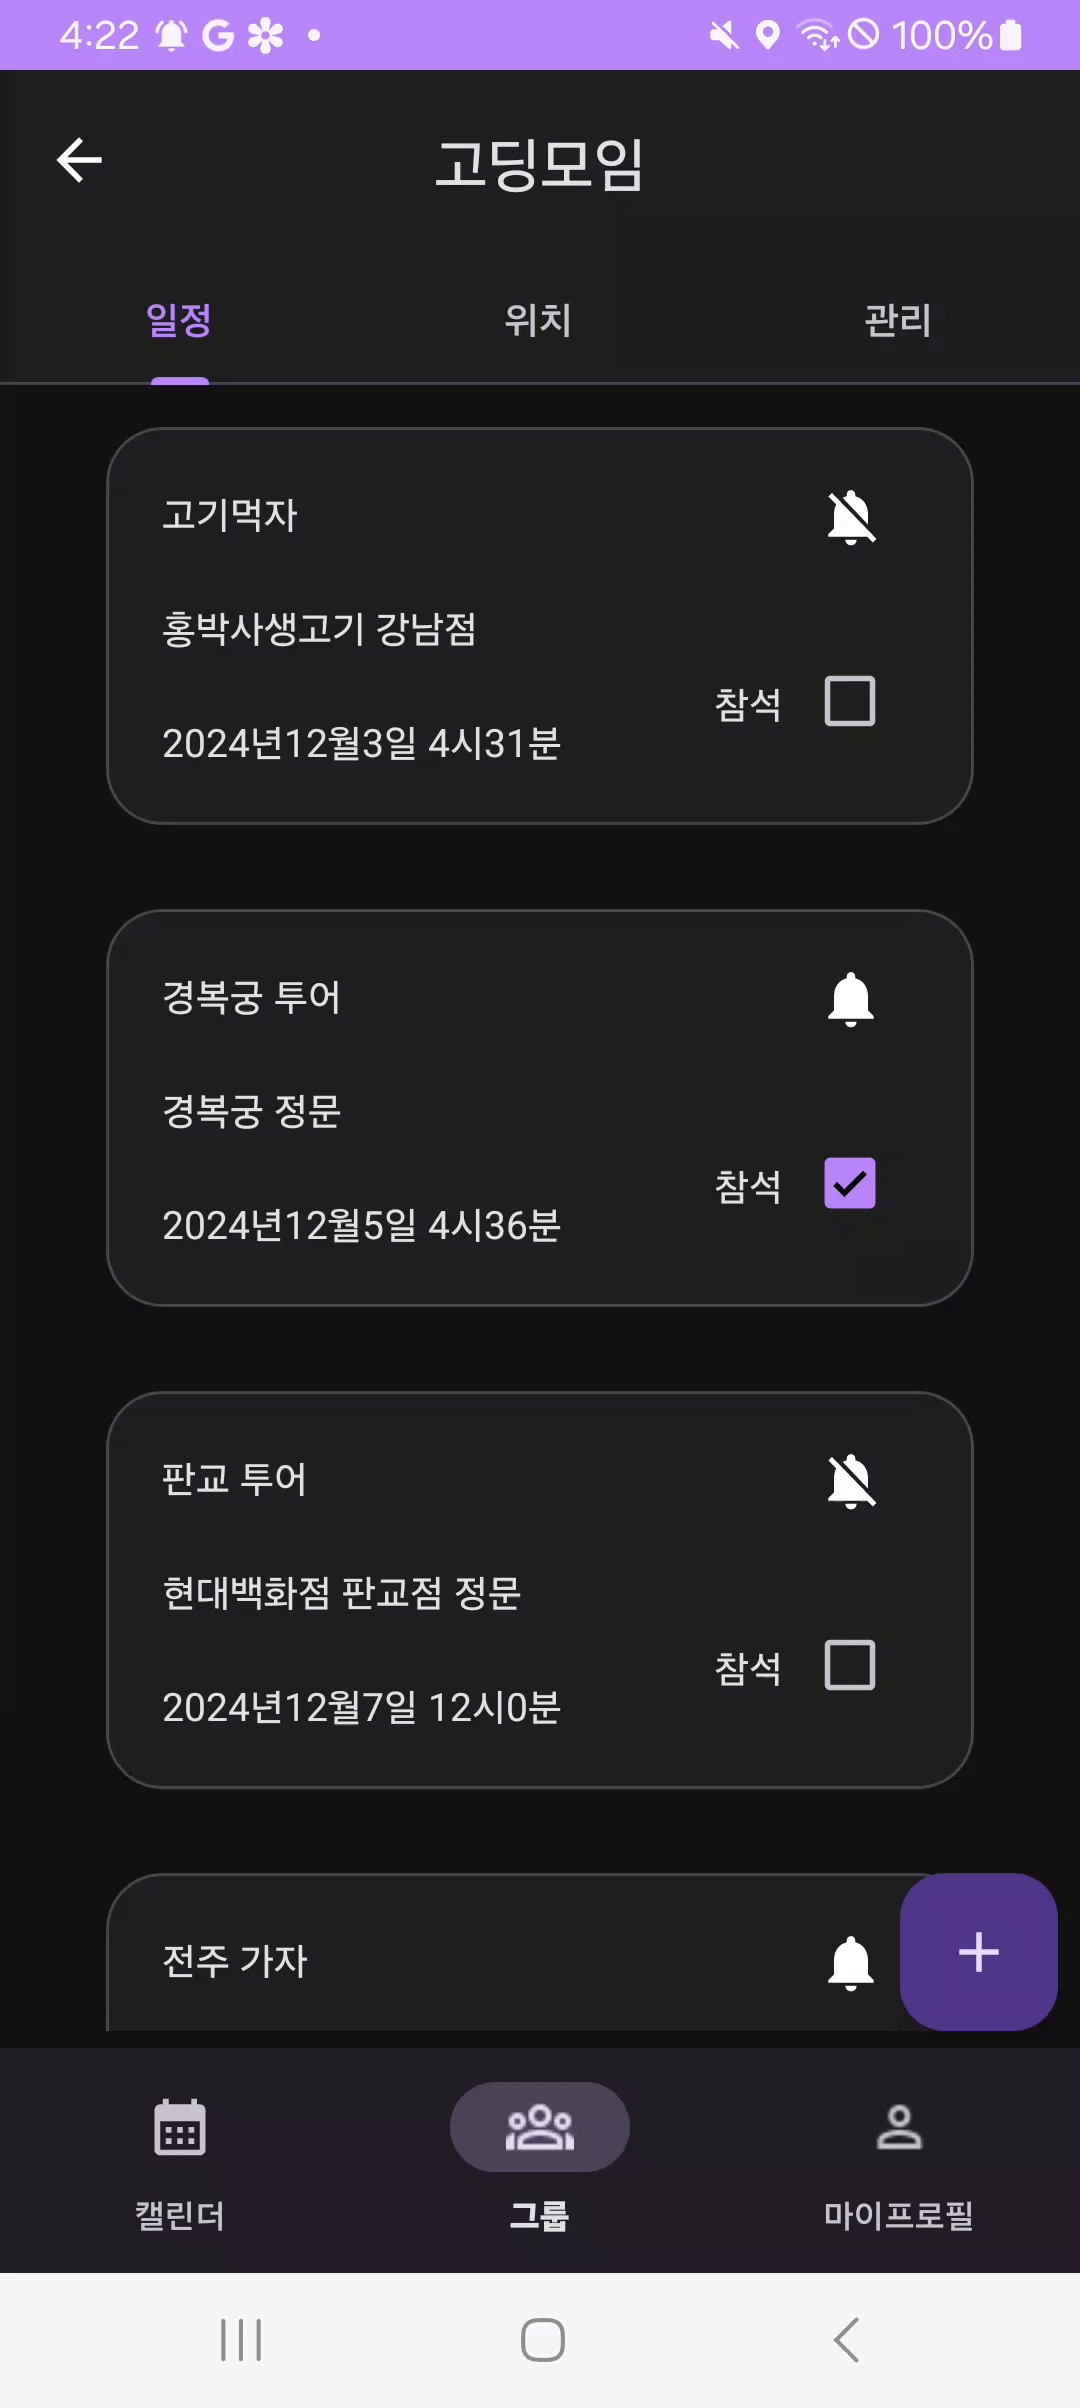 4:22
100%
고딩모임
일정
위치
관리
고기먹자
홍박사생고기 강남점
참석
2024년12월3일 4시31분
경복궁 투어
경복궁 정문
참석
2024년12월5일 4시36분
판교 투어
현대백화점 판교점 정문
참석
2024년12월7일 12시0분
전주 가자
캘린더
그룹
마이프로필